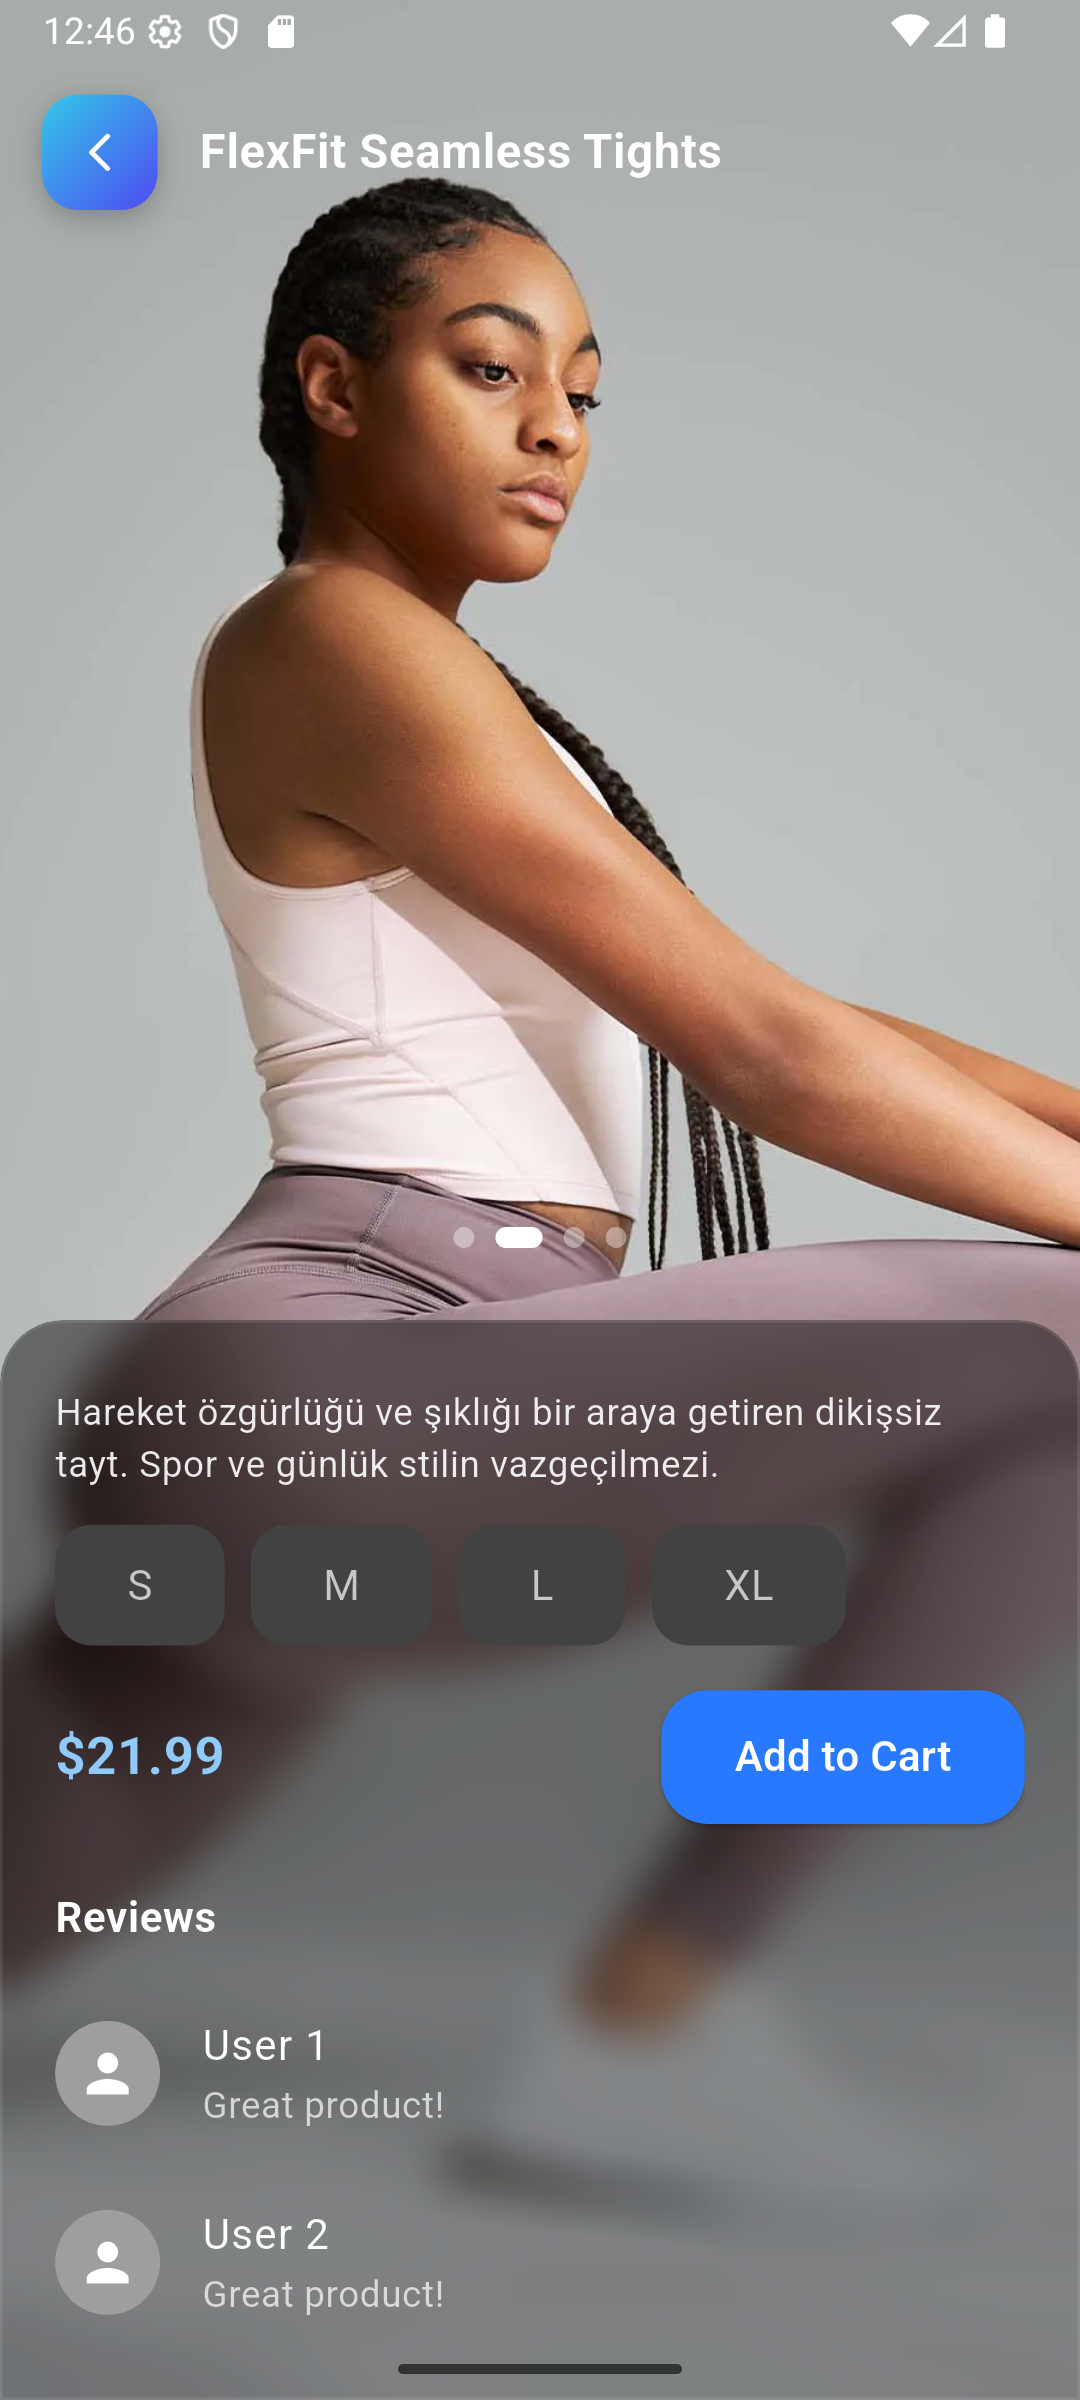 12:46
FlexFit Seamless Tights
Hareket özgürlüğü ve şıklığı bir araya getiren dikişsiz
tayt. Spor ve günlük stilin vazgeçilmezi.
S M L XL
$21.99 Add to Cart
Reviews
User 1
Great product!
User 2
Great product!